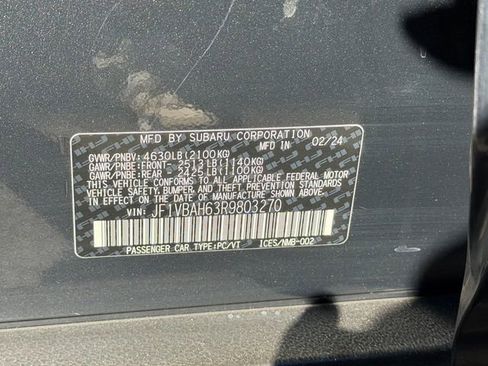 MFD BY SUBARU CORPORATION
MFD IN 02/24
GVWR/PNBV: 4630LB(2100KG)
GAWR/PNBE:FRONT: 2513LB(1140KG)
GAWR/PNBE:REAR : 2425LB(1100KG)
THIS VEHICLE CONFORMS TO ALL APPLICABLE FEDERAL MOTOR
VEHICLE SAFETY BUMPER, AND THEFT PREVENTION STANDARDS
IN EFFECT ON THE DATE OF MANUFACTURE SHOWN ABOVE.
VIN: JF1VBAH63R9803270
PASSENGER CAR TYPE:PC/VT ICES/NMB-002